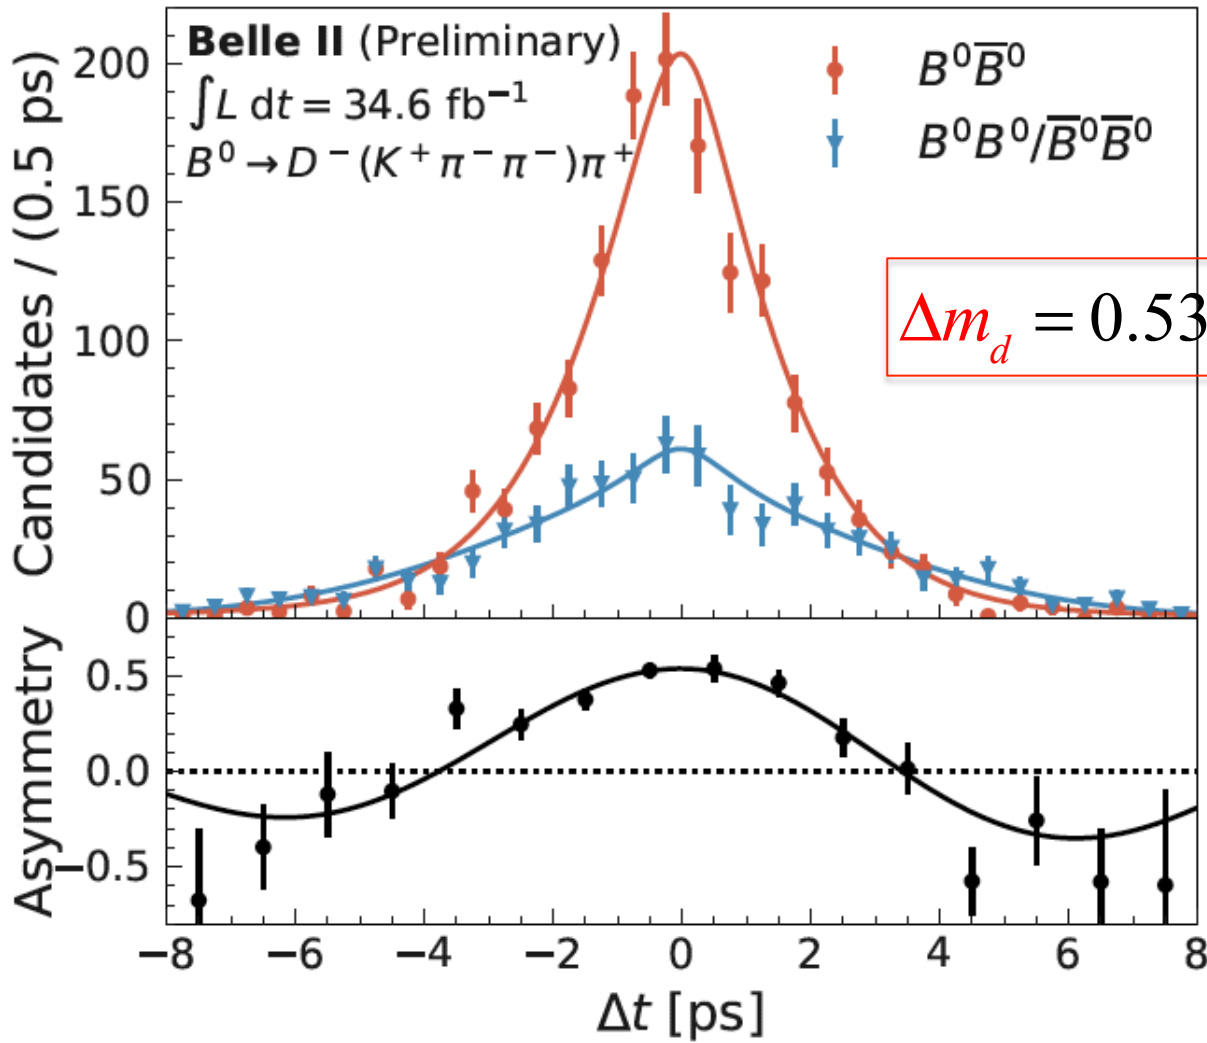 Belle II (Preliminary)
∫L dt = 34.6 fb⁻¹
B⁰ → D⁻(K⁺π⁻π⁻)π⁺
B⁰B̅⁰
B⁰B⁰/B̅⁰B̅⁰
Δm_d = 0.53
Candidates / (0.5 ps)
200
150
100
50
0
Asymmetry
0.5
0.0
−0.5
−8 −6 −4 −2 0 2 4 6 8
Δt [ps]